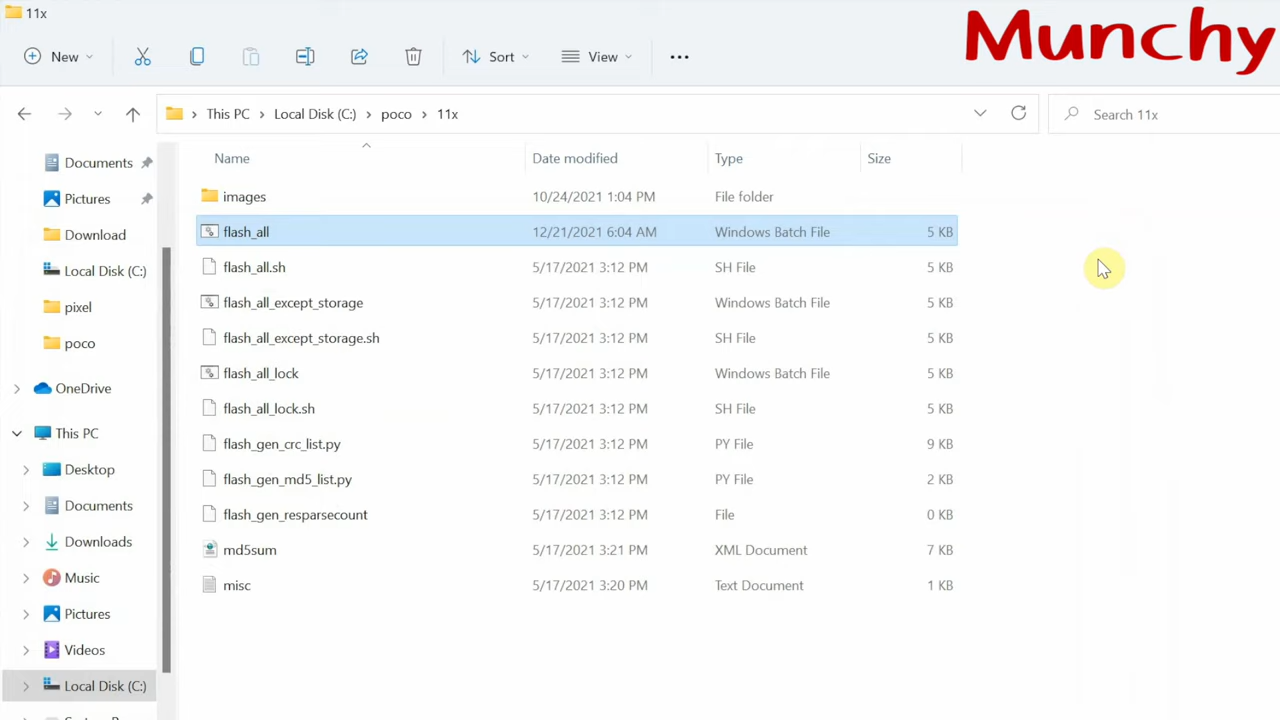 11x
Munchy
New
Sort
View
This PC
Local Disk (C:)
poco
11x
Search 11x
Name
Date modified
Type
Size
Documents
Pictures
Download
Local Disk (C:)
pixel
poco
OneDrive
This PC
Desktop
Documents
Downloads
Music
Pictures
Videos
Local Disk (C:)
images 10/24/2021 1:04 PM File folder
flash_all 12/21/2021 6:04 AM Windows Batch File 5 KB
flash_all.sh 5/17/2021 3:12 PM SH File 5 KB
flash_all_except_storage 5/17/2021 3:12 PM Windows Batch File 5 KB
flash_all_except_storage.sh 5/17/2021 3:12 PM SH File 5 KB
flash_all_lock 5/17/2021 3:12 PM Windows Batch File 5 KB
flash_all_lock.sh 5/17/2021 3:12 PM SH File 5 KB
flash_gen_crc_list.py 5/17/2021 3:12 PM PY File 9 KB
flash_gen_md5_list.py 5/17/2021 3:12 PM PY File 2 KB
flash_gen_resparsecount 5/17/2021 3:12 PM File 0 KB
md5sum 5/17/2021 3:21 PM XML Document 7 KB
misc 5/17/2021 3:20 PM Text Document 1 KB